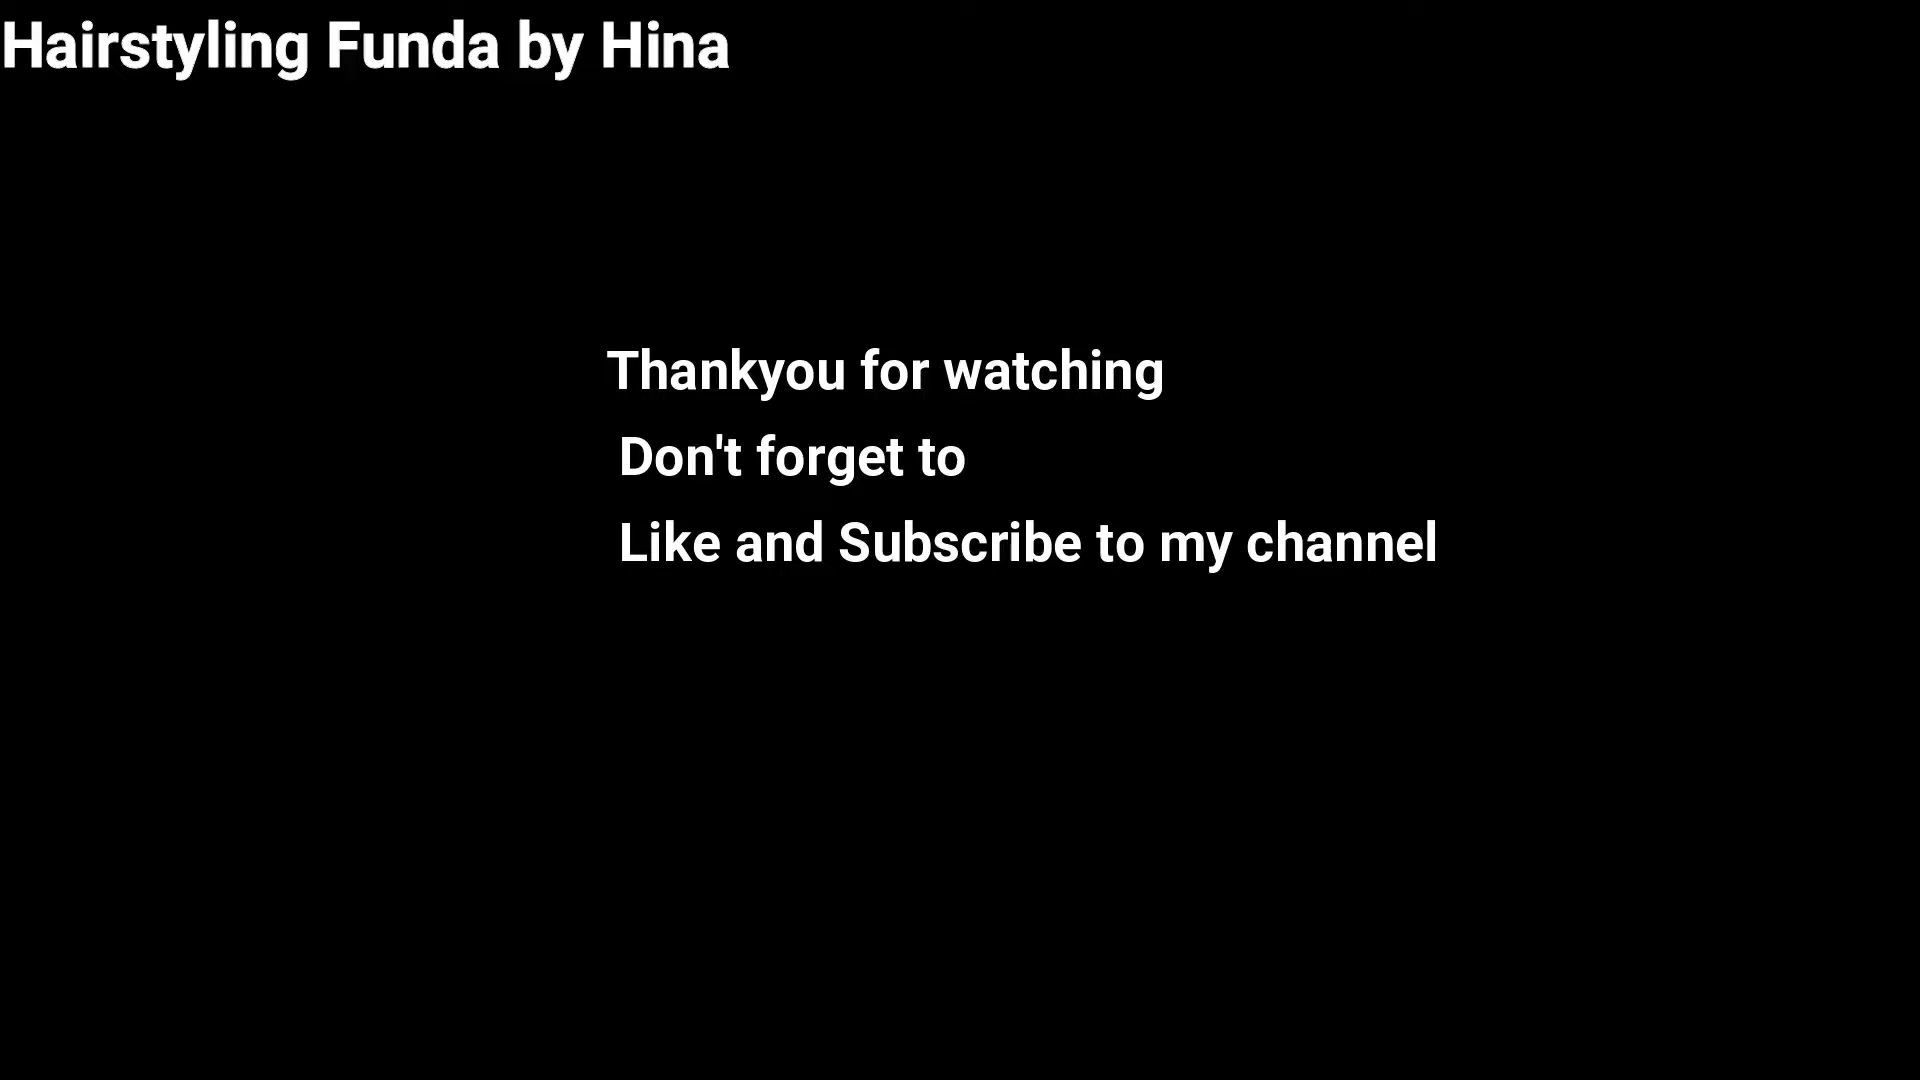 Hairstyling Funda by Hina
Thankyou for watching
Don't forget to
Like and Subscribe to my channel